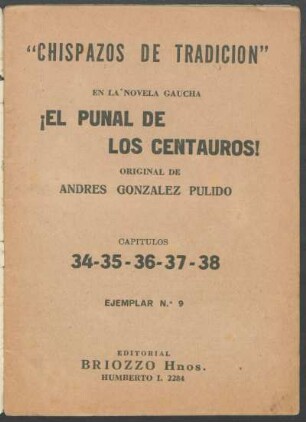 "CHISPAZOS DE TRADICION"
EN LA NOVELA GAUCHA
¡EL PUNAL DE
LOS CENTAUROS!
ORIGINAL DE
ANDRES GONZALEZ PULIDO
CAPITULOS
34-35-36-37-38
EJEMPLAR N.° 9
EDITORIAL
BRIOZZO Hnos.
HUMBERTO I. 2284